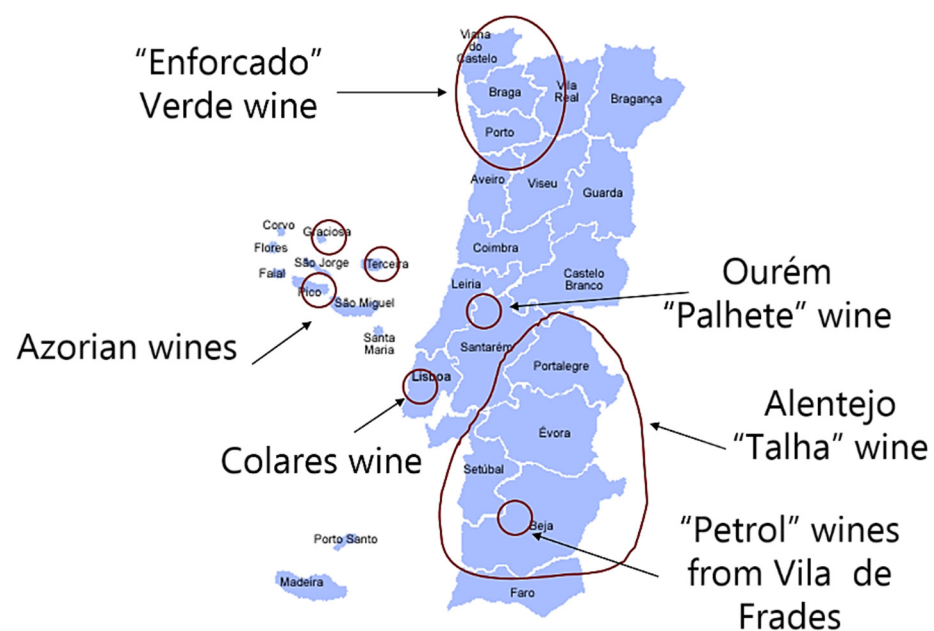 Viana
do
Castelo
"Enforcado"
Verde wine
Braga
Vila
Real
Bragança
Porto
Aveiro
Viseu
Guarda
Corvo
Graciosa
Flores
São Jorge
Terceira
Faial
Pico
São Miguel
Santa
Maria
Azorian wines
Coimbra
Leiria
Castelo
Branco
Ourém
"Palhete" wine
Santarém
Portalegre
Lisboa
Colares wine
Évora
Alentejo
"Talha" wine
Setúbal
Beja
"Petrol" wines
from Vila de
Frades
Porto Santo
Madeira
Faro